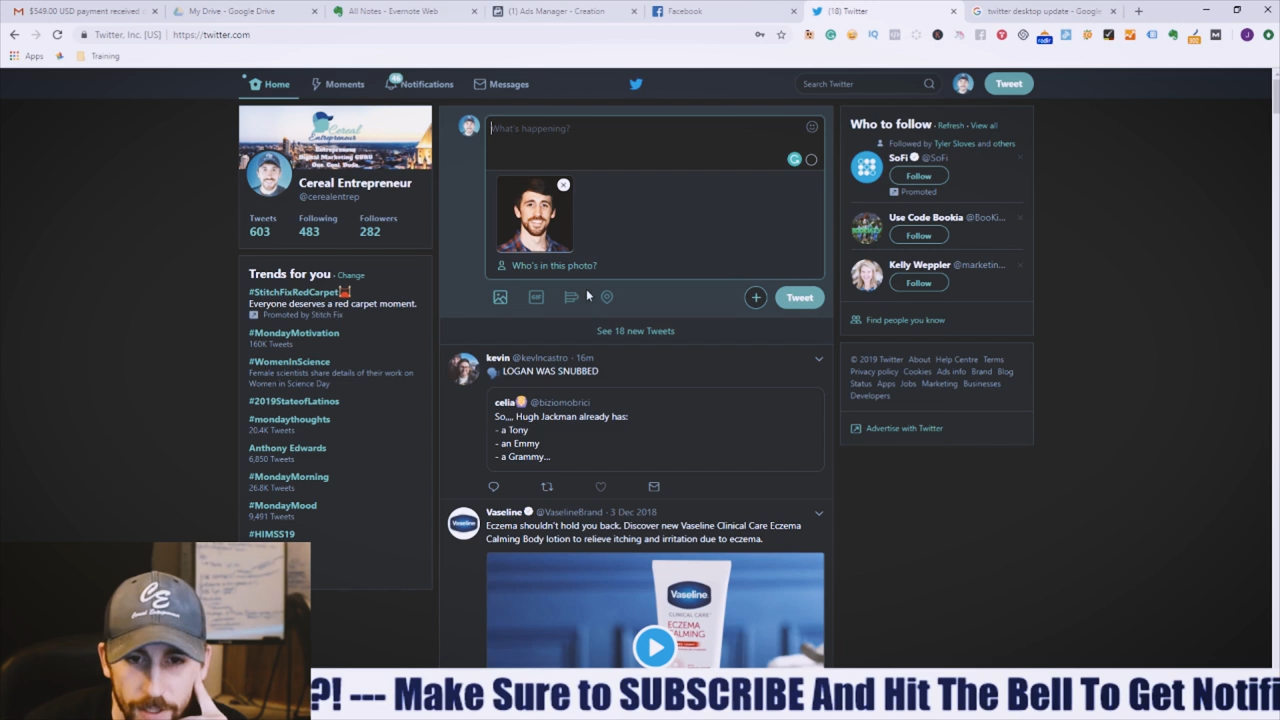 $549.00 USD payment received
My Drive - Google Drive
All Notes - Evernote Web
(1) Ads Manager - Creation
Facebook
(18) Twitter
twitter desktop update - Google
Twitter, Inc. [US]
https://twitter.com
Apps
Training
Home
Moments
46
Notifications
Messages
Search Twitter
Tweet
Cereal
Entrepreneur
Cereal Entrepreneur
@cerealentrep
Tweets Following Followers
603 483 282
Trends for you · Change
#StitchFixRedCarpet
Everyone deserves a red carpet moment.
Promoted by Stitch Fix
#MondayMotivation
160K Tweets
#WomenInScience
Female scientists share details of their work on
Women in Science Day
#2019StateofLatinos
#mondaythoughts
20.4K Tweets
Anthony Edwards
6,850 Tweets
#MondayMorning
26.8K Tweets
#MondayMood
9,491 Tweets
#HIMSS19
What's happening?
Who's in this photo?
GIF
Tweet
See 18 new Tweets
kevin @kevincastro · 16m
LOGAN WAS SNUBBED
celia @biziomobrici
So,,,, Hugh Jackman already has:
- a Tony
- an Emmy
- a Grammy...
Vaseline @VaselineBrand · 3 Dec 2018
Eczema shouldn't hold you back. Discover new Vaseline Clinical Care Eczema
Calming Body lotion to relieve itching and irritation due to eczema.
Vaseline
CLINICAL CARE
ECZEMA
CALMING
Who to follow · Refresh · View all
Followed by Tyler Sloves and others
SoFi @SoFi
Follow
Promoted
Use Code Bookia @BooKi...
Follow
Kelly Weppler @marketin...
Follow
Find people you know
© 2019 Twitter About Help Centre Terms
Privacy policy Cookies Ads info Brand Blog
Status Apps Jobs Marketing Businesses
Developers
Advertise with Twitter
CE
Cereal Entrepreneur
?! --- Make Sure to SUBSCRIBE And Hit The Bell To Get Notifi